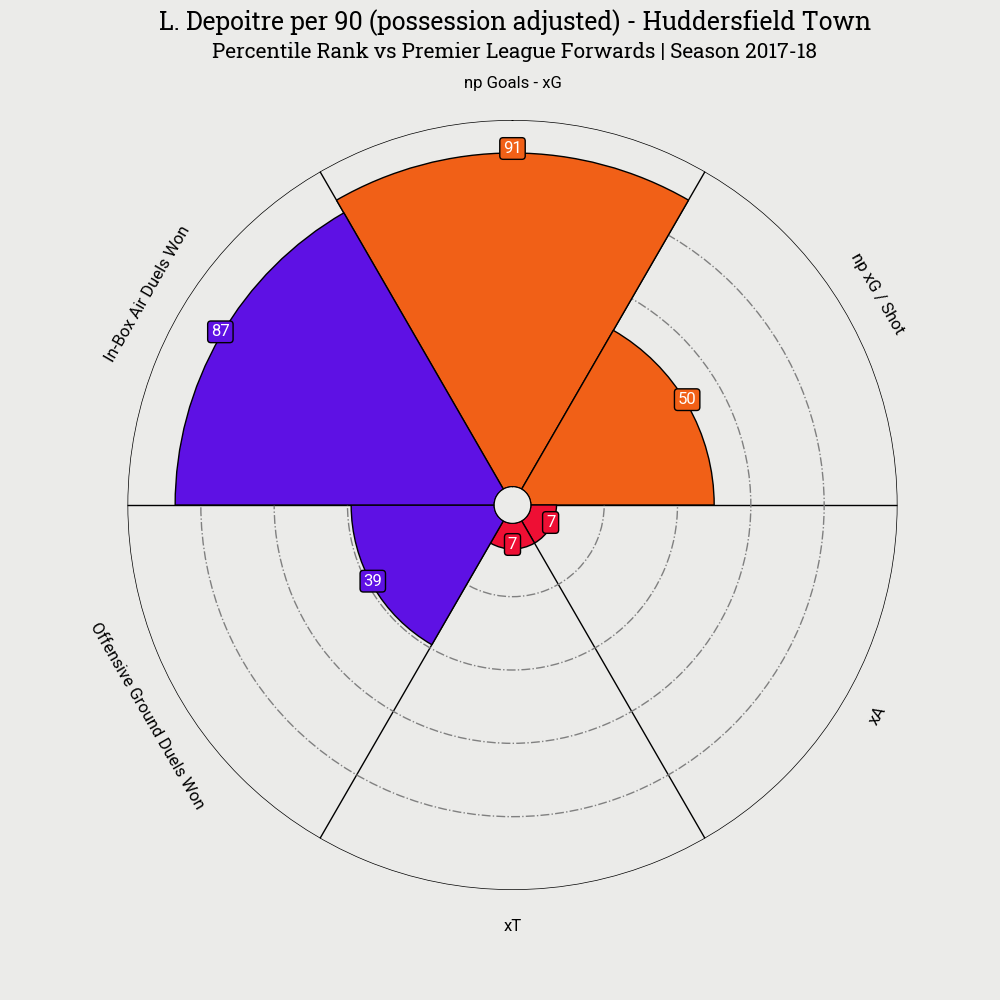 L. Depoitre per 90 (possession adjusted) - Huddersfield Town
Percentile Rank vs Premier League Forwards | Season 2017-18
np Goals - xG
91
In-Box Air Duels Won
87
np xG / Shot
50
7
7
39
Offensive Ground Duels Won
xA
xT